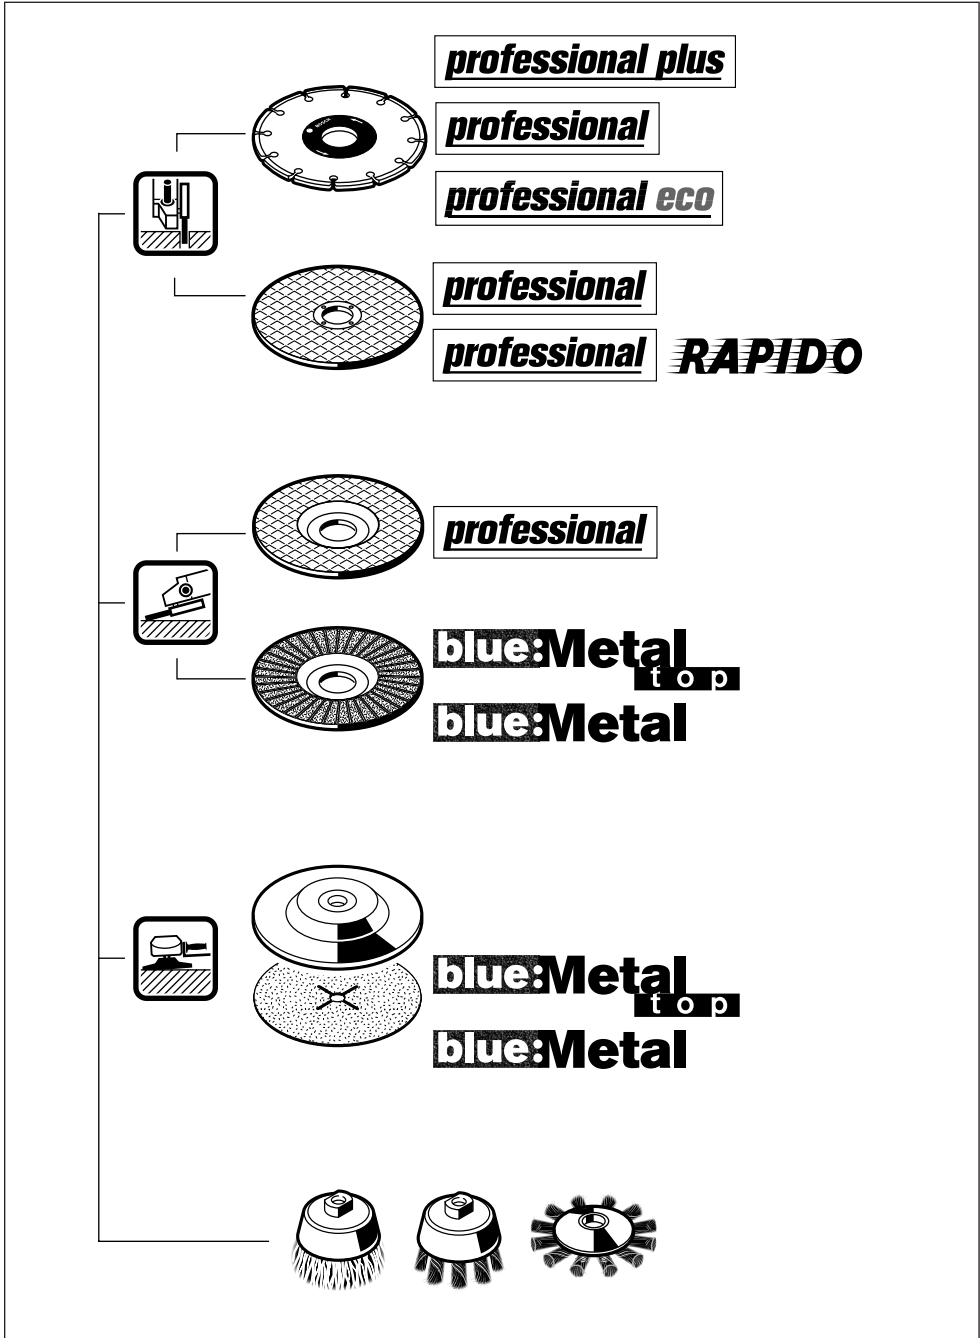 professional plus
BOSCH
professional
professional eco
professional
professional RAPIDO
professional
blue:Metal
top
blue:Metal
blue:Metal
top
blue:Metal